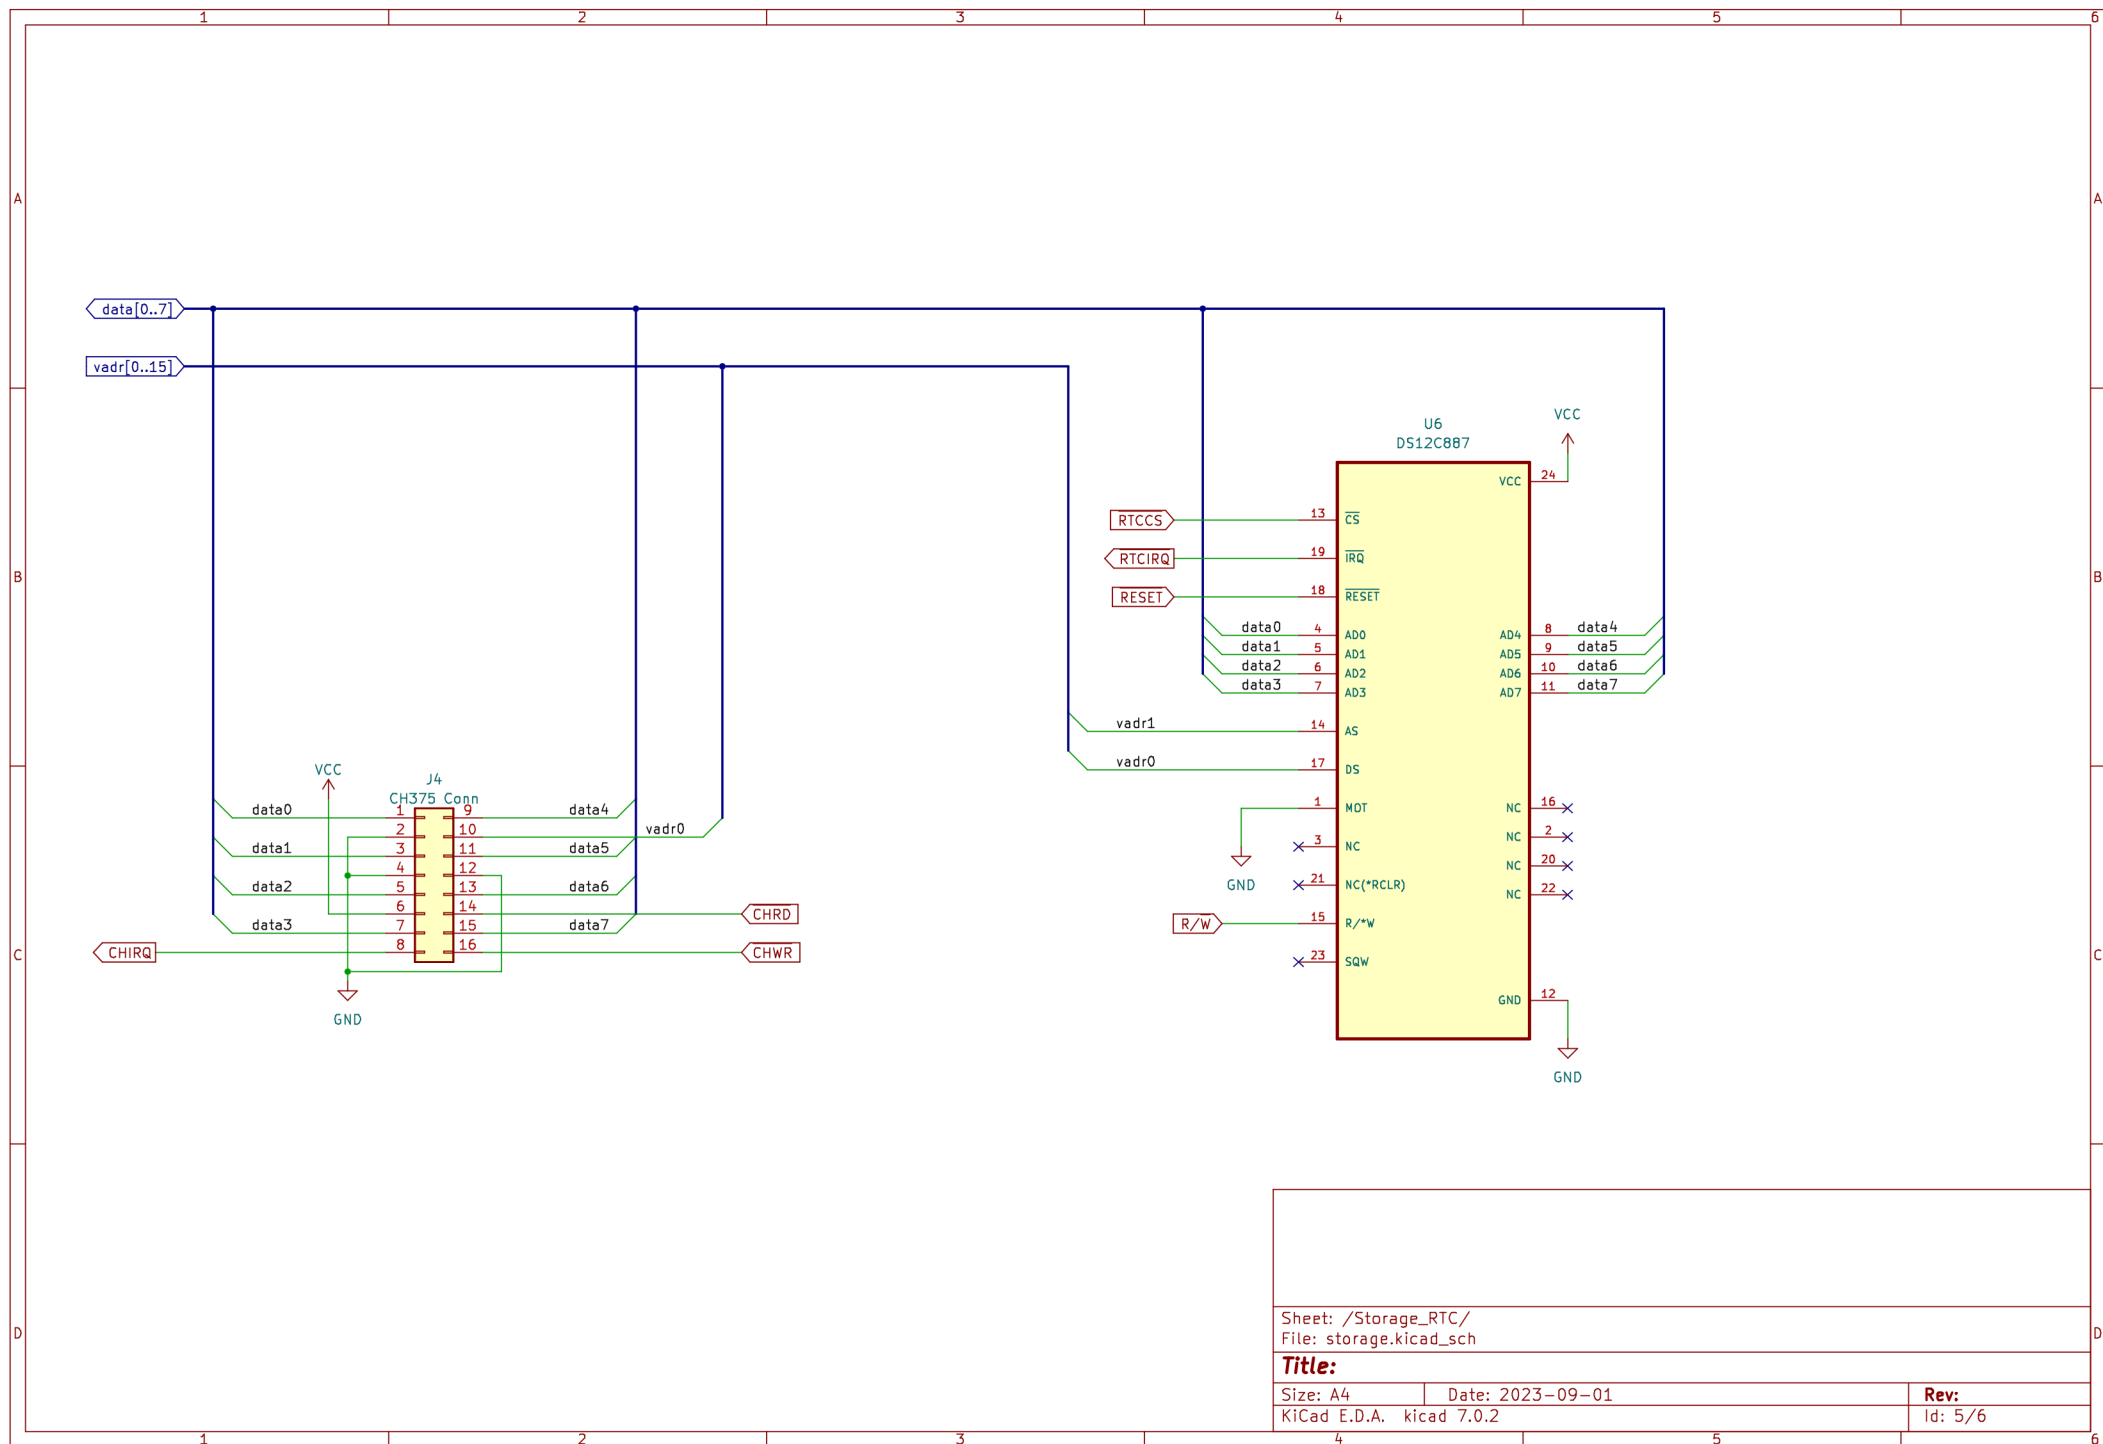 1 2 3 4 5 6
A A
data[0..7]
vadr[0..15]
U6
DS12C887
VCC
VCC 24
RTCCS 13 CS
RTCIRQ 19 IRQ
B B
RESET 18 RESET
data0 4 AD0 AD4 8 data4
data1 5 AD1 AD5 9 data5
data2 6 AD2 AD6 10 data6
data3 7 AD3 AD7 11 data7
vadr1 14 AS
vadr0 17 DS
1 MOT NC 16
GND
3 NC NC 2
NC 20
21 NC(*RCLR) NC 22
R/W 15 R/*W
23 SQW
GND 12
GND
VCC
J4
CH375 Conn
data0 1 9 data4
2 10 vadr0
data1 3 11 data5
4 12
data2 5 13 data6
6 14 CHRD
data3 7 15 data7
CHIRQ 8 16 CHWR
GND
C C
D D
Sheet: /Storage_RTC/
File: storage.kicad_sch
Title:
Size: A4 Date: 2023-09-01 Rev:
KiCad E.D.A. kicad 7.0.2 Id: 5/6
1 2 3 4 5 6